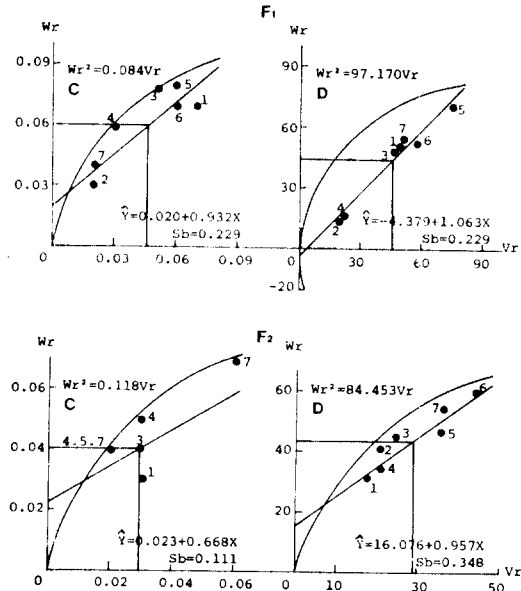 F1
Wr
Wr
0.09
Wr²=0.084Vr
C
3
5
1
6
4
0.06
7
2
0.03
Ŷ=0.020+0.932X
Sb=0.229
0
0.03
0.06
0.09
90
Wr²=97.170Vr
D
60
7
1
3
6
5
30
4
2
Ŷ=-4.379+1.063X
Sb=0.229
0
30
60
90
Vr
-20
F2
Wr
Wr
7
0.06
Wr²=0.118Vr
C
4
0.04
4.5.7
3
1
0.02
Ŷ=0.023+0.668X
Sb=0.111
0
0.02
0.04
0.06
60
Wr²=84.453Vr
6
D
7
3
5
2
40
4
1
20
Ŷ=16.076+0.957X
Sb=0.348
0
10
30
50
Vr